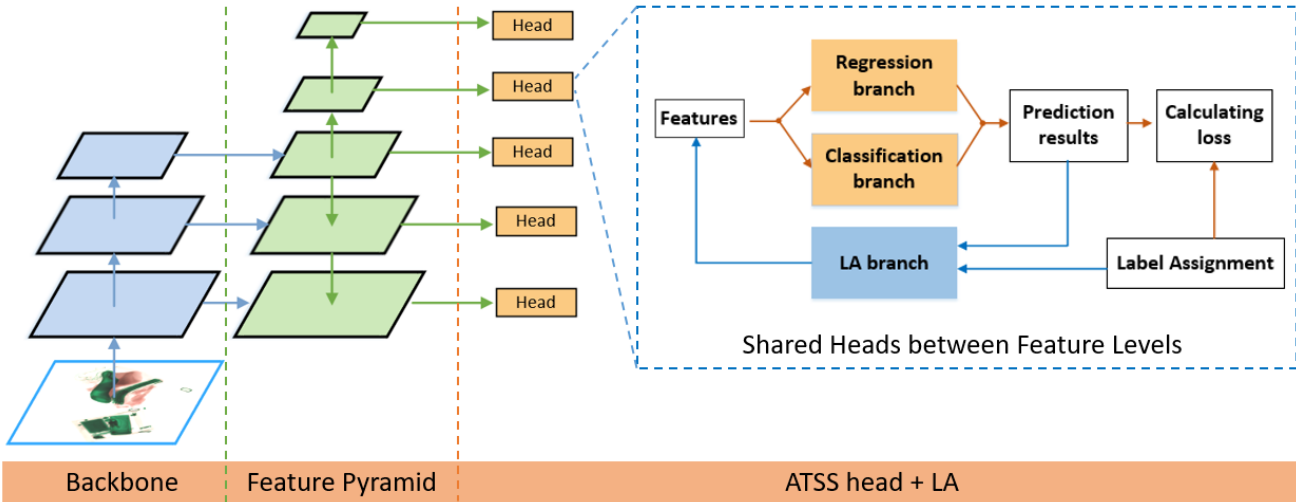 Head
Head
Head
Head
Head
Features
Regression
branch
Classification
branch
Prediction
results
Calculating
loss
LA branch
Label Assignment
Shared Heads between Feature Levels
Backbone
Feature Pyramid
ATSS head + LA